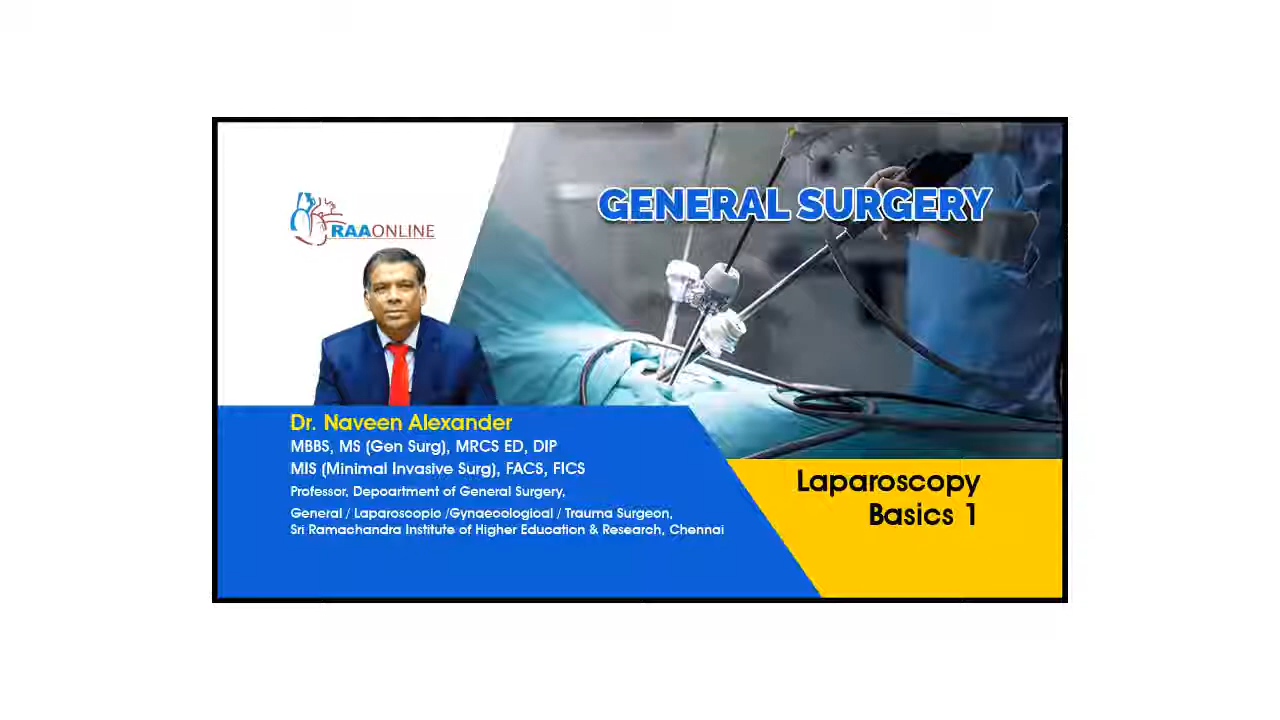 RAAONLINE
GENERAL SURGERY
Dr. Naveen Alexander
MBBS, MS (Gen Surg), MRCS ED, DIP
MIS (Minimal Invasive Surg), FACS, FICS
Professor, Depoartment of General Surgery,
General / Laparoscopio /Gynaecologioal / Trauma Surgeon,
Sri Ramachandra Institute of Higher Education & Research, Chennai
Laparoscopy
Basics 1